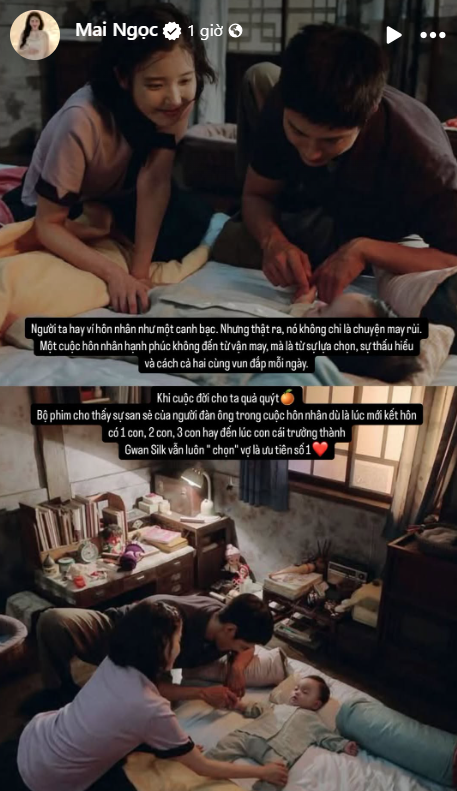 Mai Ngọc 1 giờ
Người ta hay ví hôn nhân như một canh bạc. Nhưng thật ra, nó không chỉ là chuyện may rủi.
Một cuộc hôn nhân hạnh phúc không đến từ vận may, mà là từ sự lựa chọn, sự thấu hiểu
và cách cả hai cùng vun đắp mỗi ngày.
Khi cuộc đời cho ta quả quýt🍊
Bộ phim cho thấy sự san sẻ của người đàn ông trong cuộc hôn nhân dù là lúc mới kết hôn
có 1 con, 2 con, 3 con hay đến lúc con cái trưởng thành
Gwan Silk vẫn luôn " chọn" vợ là ưu tiên số 1❤️